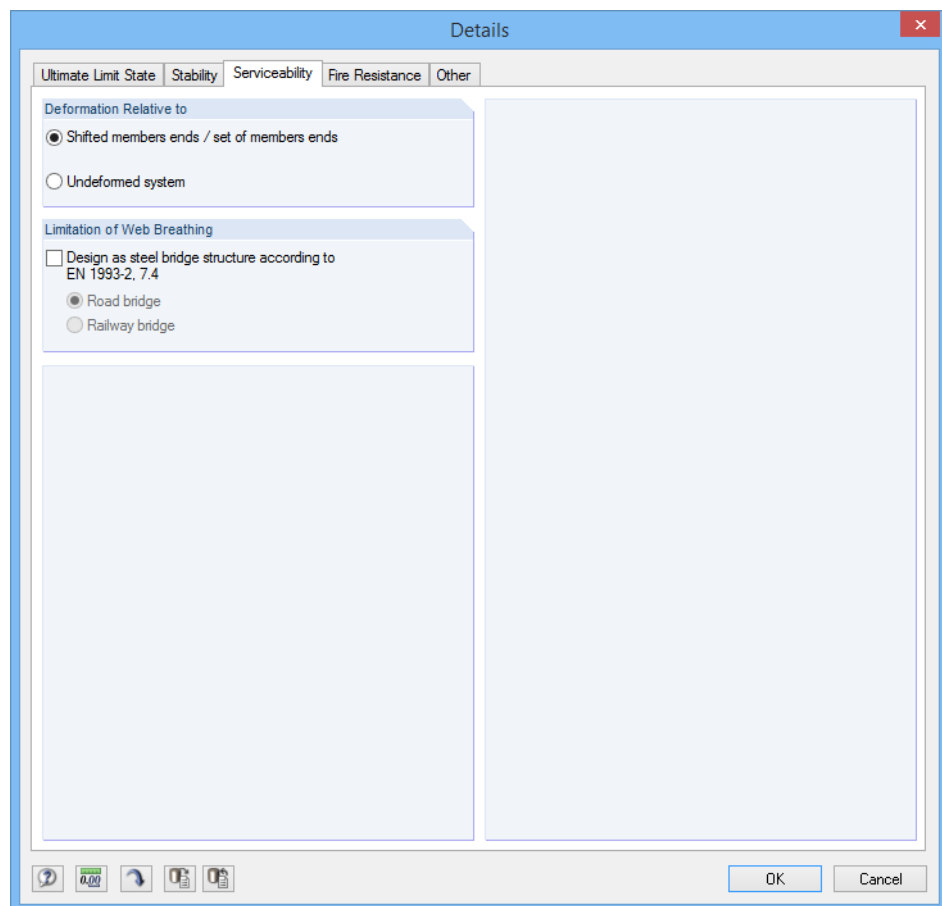 Details
Ultimate Limit State Stability Serviceability Fire Resistance Other
Deformation Relative to
Shifted members ends / set of members ends
Undeformed system
Limitation of Web Breathing
Design as steel bridge structure according to
EN 1993-2, 7.4
Road bridge
Railway bridge
0.00
OK Cancel